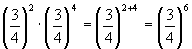 (3/4)² · (3/4)⁴ = (3/4)²⁺⁴ = (3/4)⁶